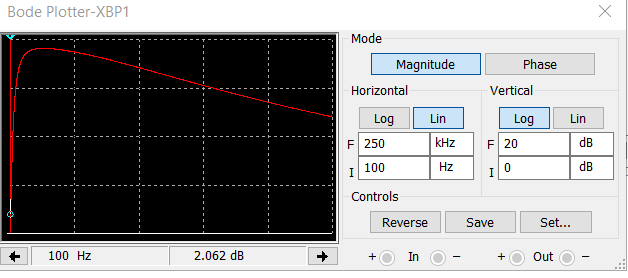 Bode Plotter-XBP1
Mode
Magnitude Phase
Horizontal Vertical
Log Lin Log Lin
F 250 kHz F 20 dB
I 100 Hz I 0 dB
Controls
Reverse Save Set...
100 Hz 2.062 dB
+ In − + Out −